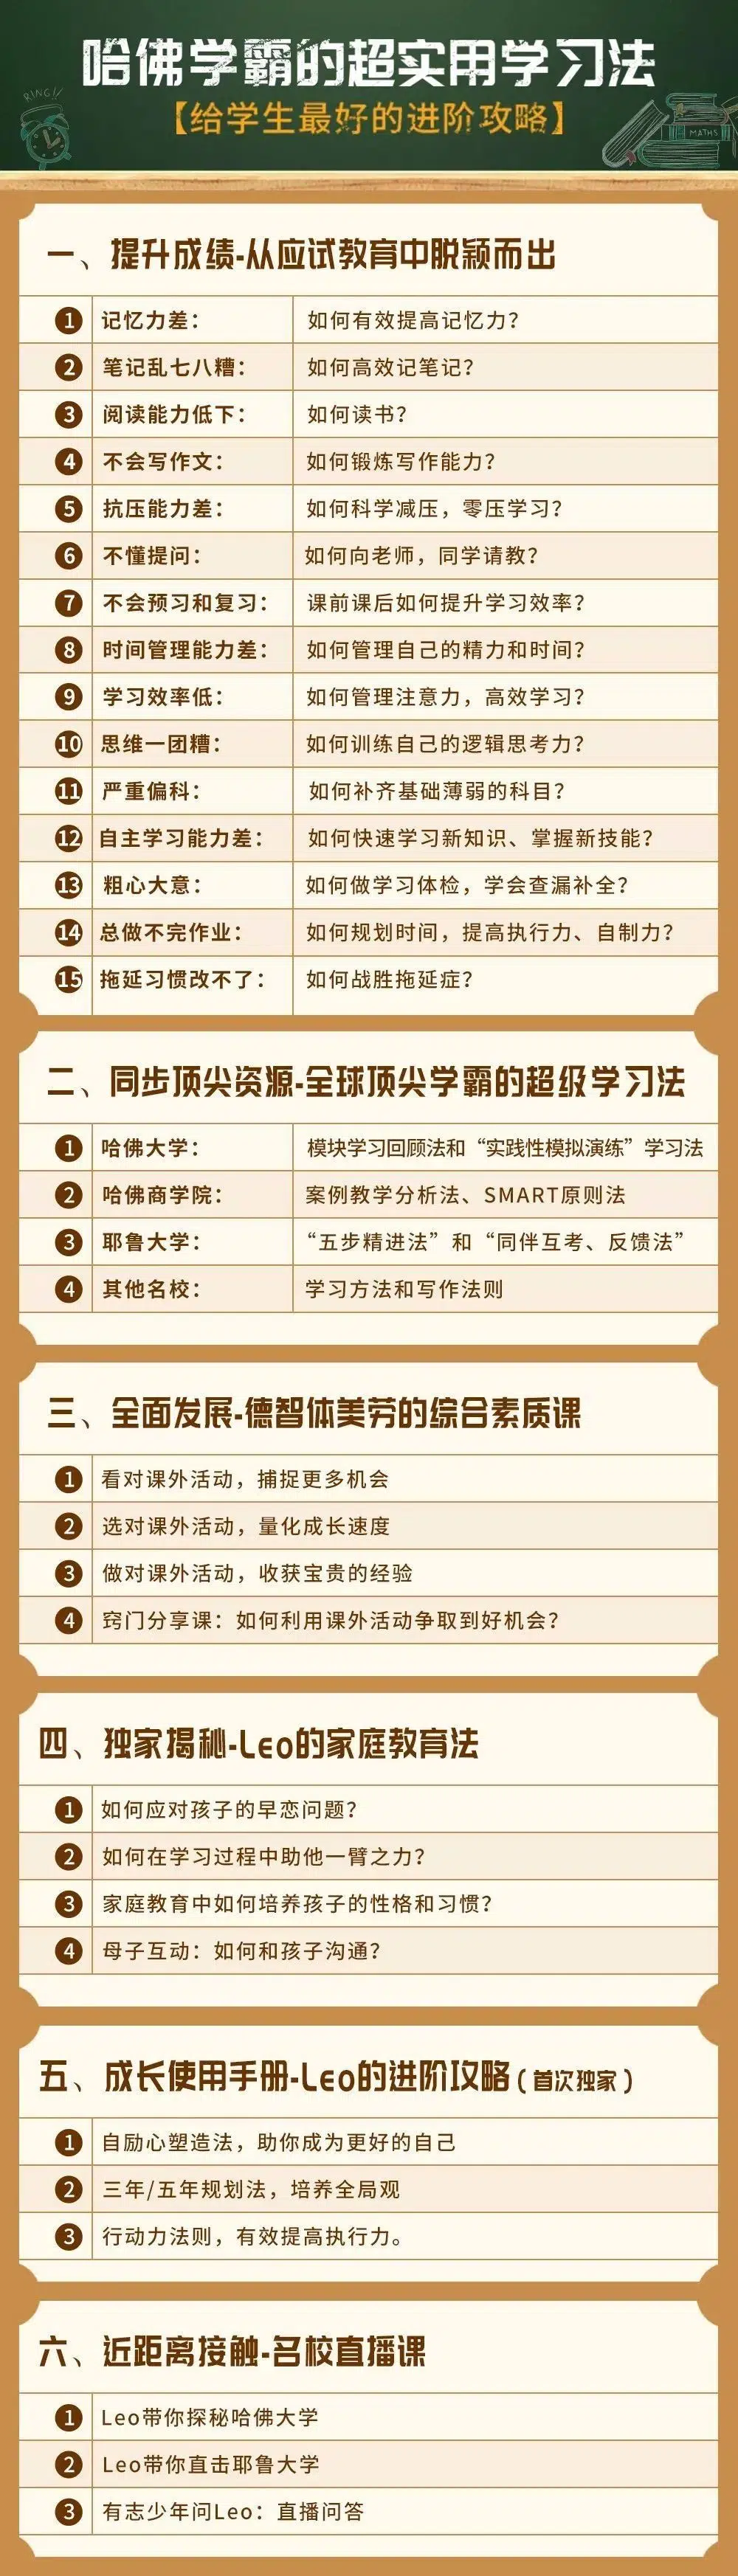 哈佛学霸的超实用学习法
RING!!
【给学生最好的进阶攻略】
MATHS
一、提升成绩-从应试教育中脱颖而出
1 记忆力差： 如何有效提高记忆力？
2 笔记乱七八糟： 如何高效记笔记？
3 阅读能力低下： 如何读书？
4 不会写作文： 如何锻炼写作能力？
5 抗压能力差： 如何科学减压，零压学习？
6 不懂提问： 如何向老师，同学请教？
7 不会预习和复习： 课前课后如何提升学习效率？
8 时间管理能力差： 如何管理自己的精力和时间？
9 学习效率低： 如何管理注意力，高效学习？
10 思维一团糟： 如何训练自己的逻辑思考力？
11 严重偏科： 如何补齐基础薄弱的科目？
12 自主学习能力差： 如何快速学习新知识、掌握新技能？
13 粗心大意： 如何做学习体检，学会查漏补全？
14 总做不完作业： 如何规划时间，提高执行力、自制力？
15 拖延习惯改不了： 如何战胜拖延症？
二、同步顶尖资源-全球顶尖学霸的超级学习法
1 哈佛大学： 模块学习回顾法和“实践性模拟演练”学习法
2 哈佛商学院： 案例教学分析法、SMART原则法
3 耶鲁大学： “五步精进法”和“同伴互考、反馈法”
4 其他名校： 学习方法和写作法则
三、全面发展-德智体美劳的综合素质课
1 看对课外活动，捕捉更多机会
2 选对课外活动，量化成长速度
3 做对课外活动，收获宝贵的经验
4 窍门分享课：如何利用课外活动争取到好机会？
四、独家揭秘-Leo的家庭教育法
1 如何应对孩子的早恋问题？
2 如何在学习过程中助他一臂之力？
3 家庭教育中如何培养孩子的性格和习惯？
4 母子互动：如何和孩子沟通？
五、成长使用手册-Leo的进阶攻略（首次独家）
1 自励心塑造法，助你成为更好的自己
2 三年/五年规划法，培养全局观
3 行动力法则，有效提高执行力。
六、近距离接触-名校直播课
1 Leo带你探秘哈佛大学
2 Leo带你直击耶鲁大学
3 有志少年问Leo：直播问答